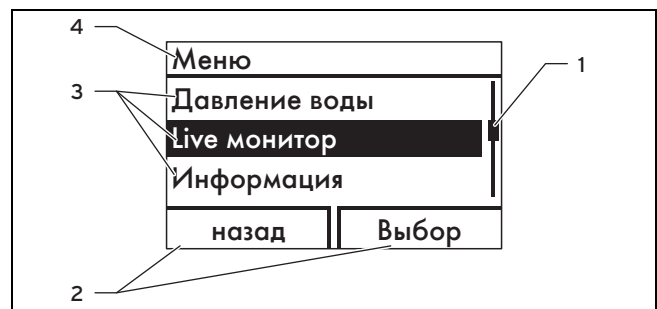 4
Меню
1
3
Давление воды
Live монитор
Информация
назад Выбор
2